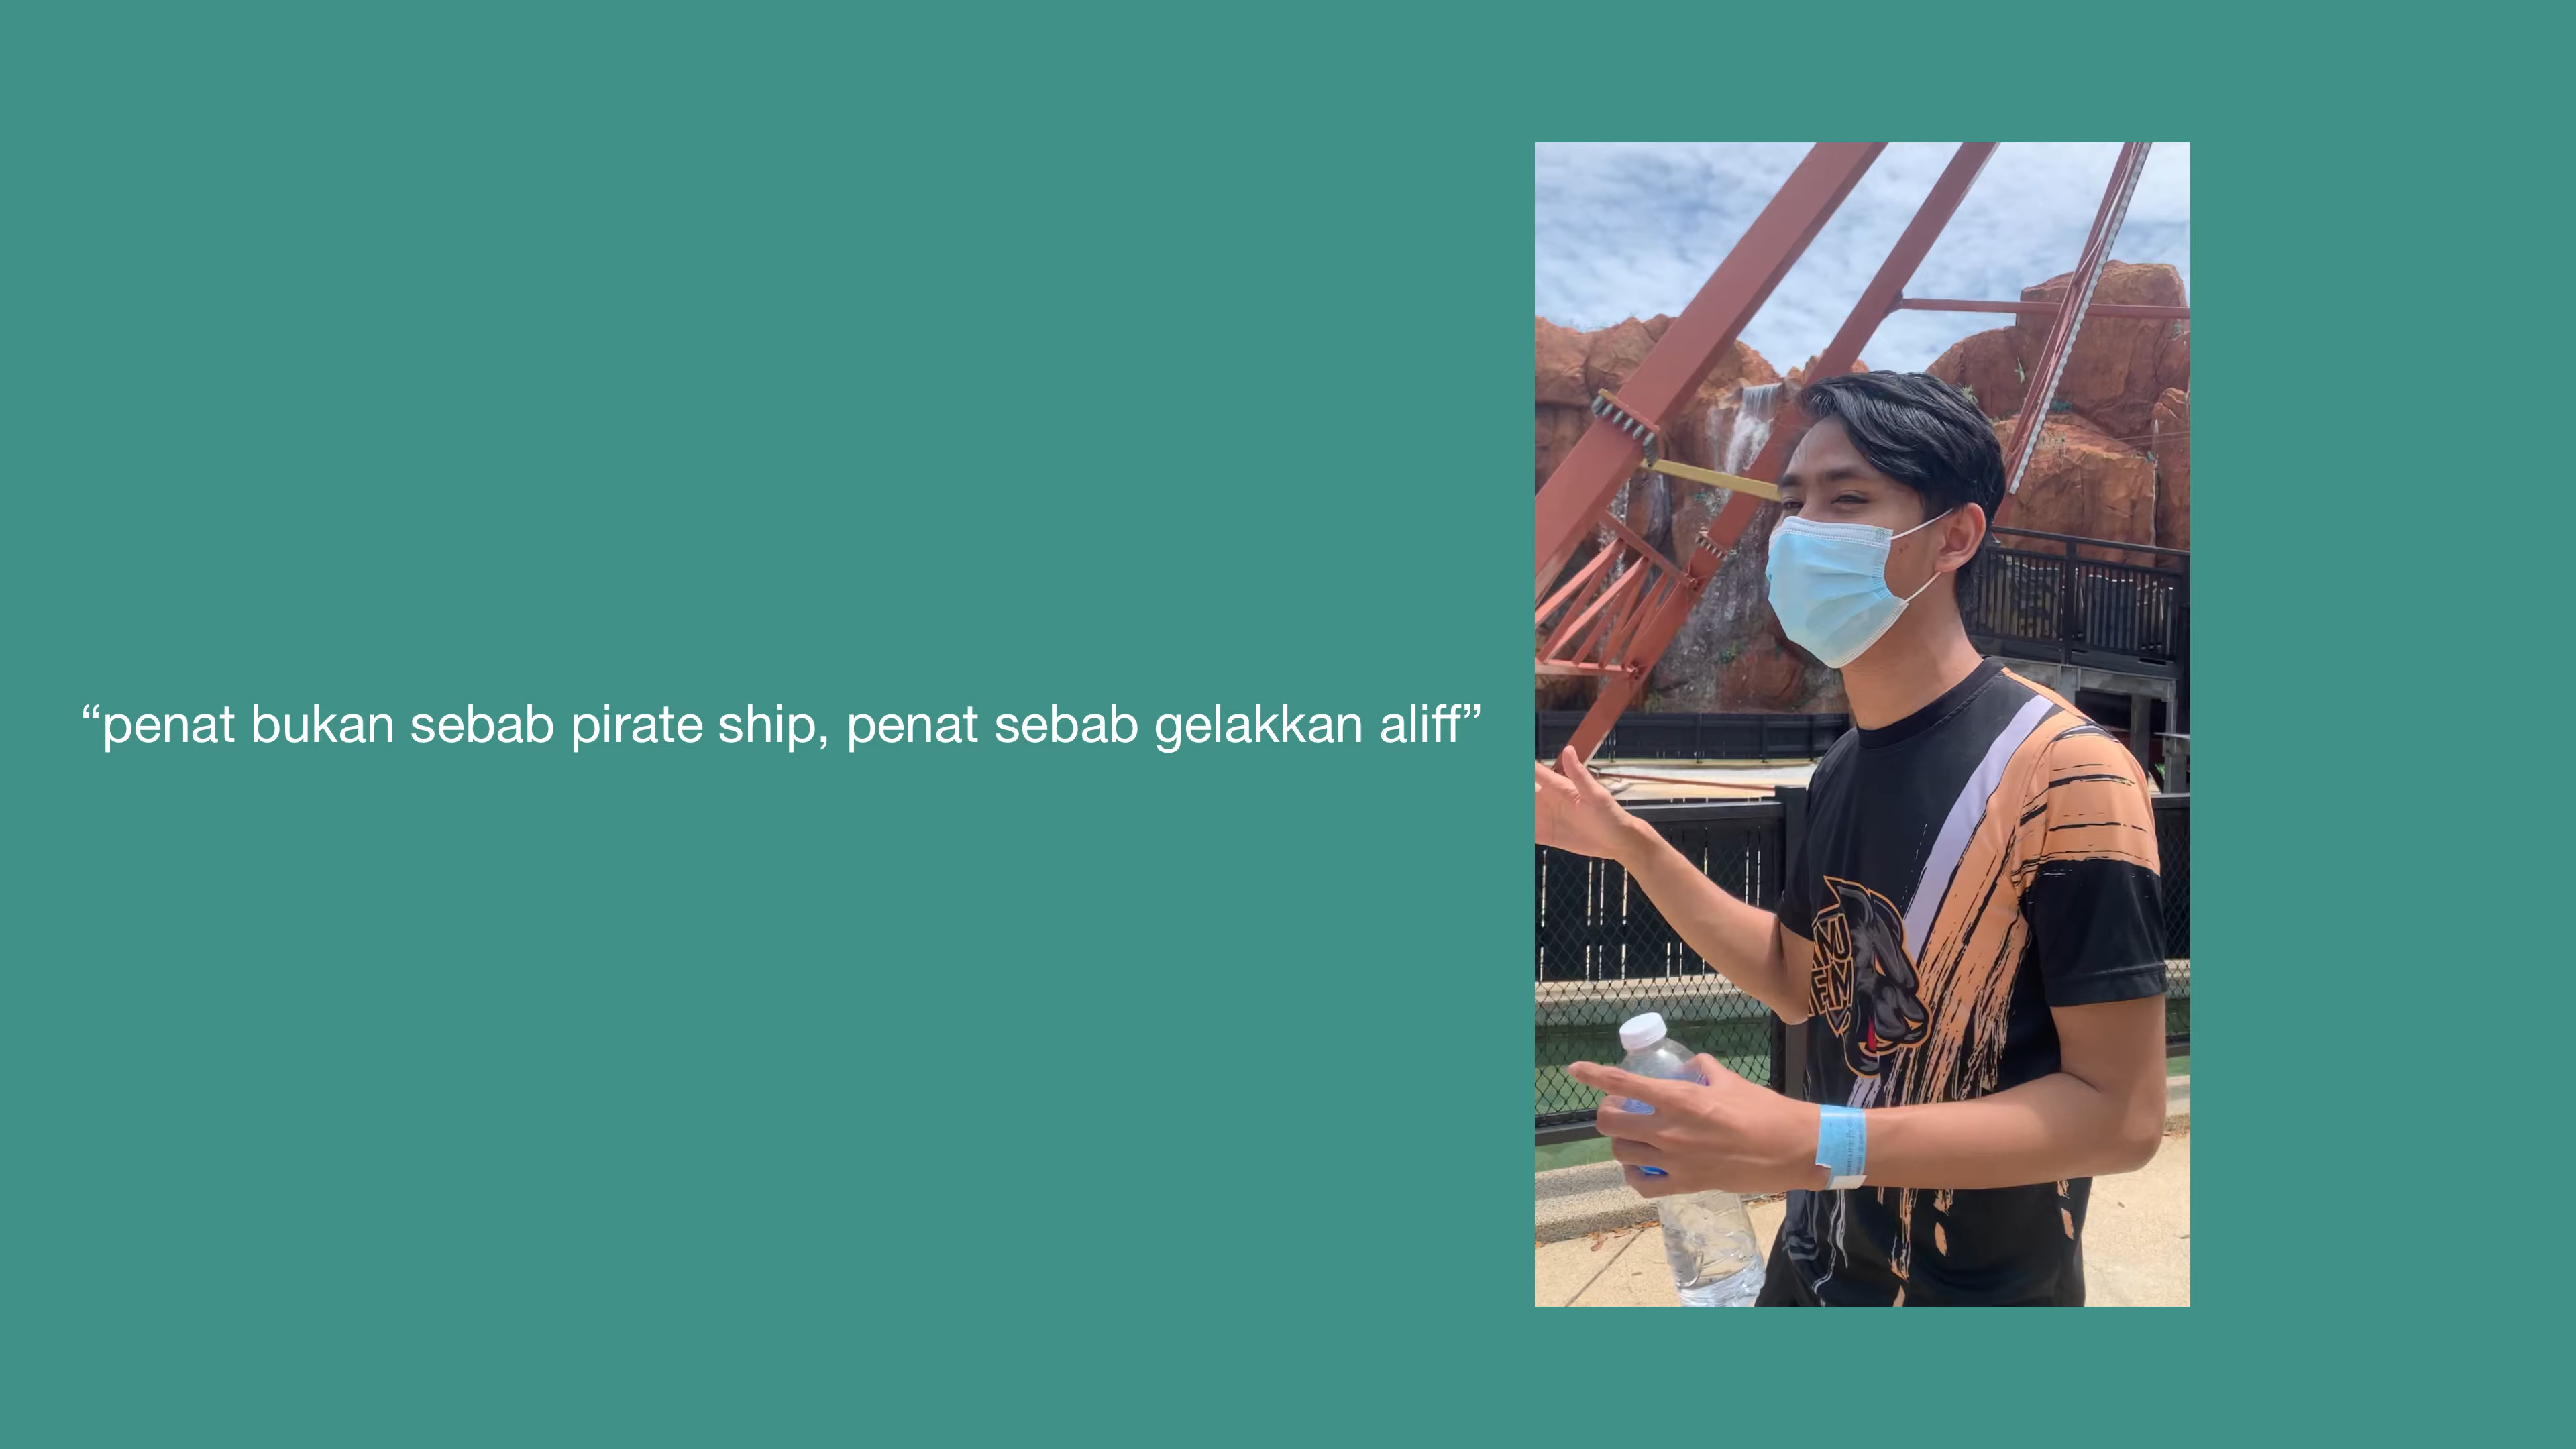 “penat bukan sebab pirate ship, penat sebab gelakkan aliff”